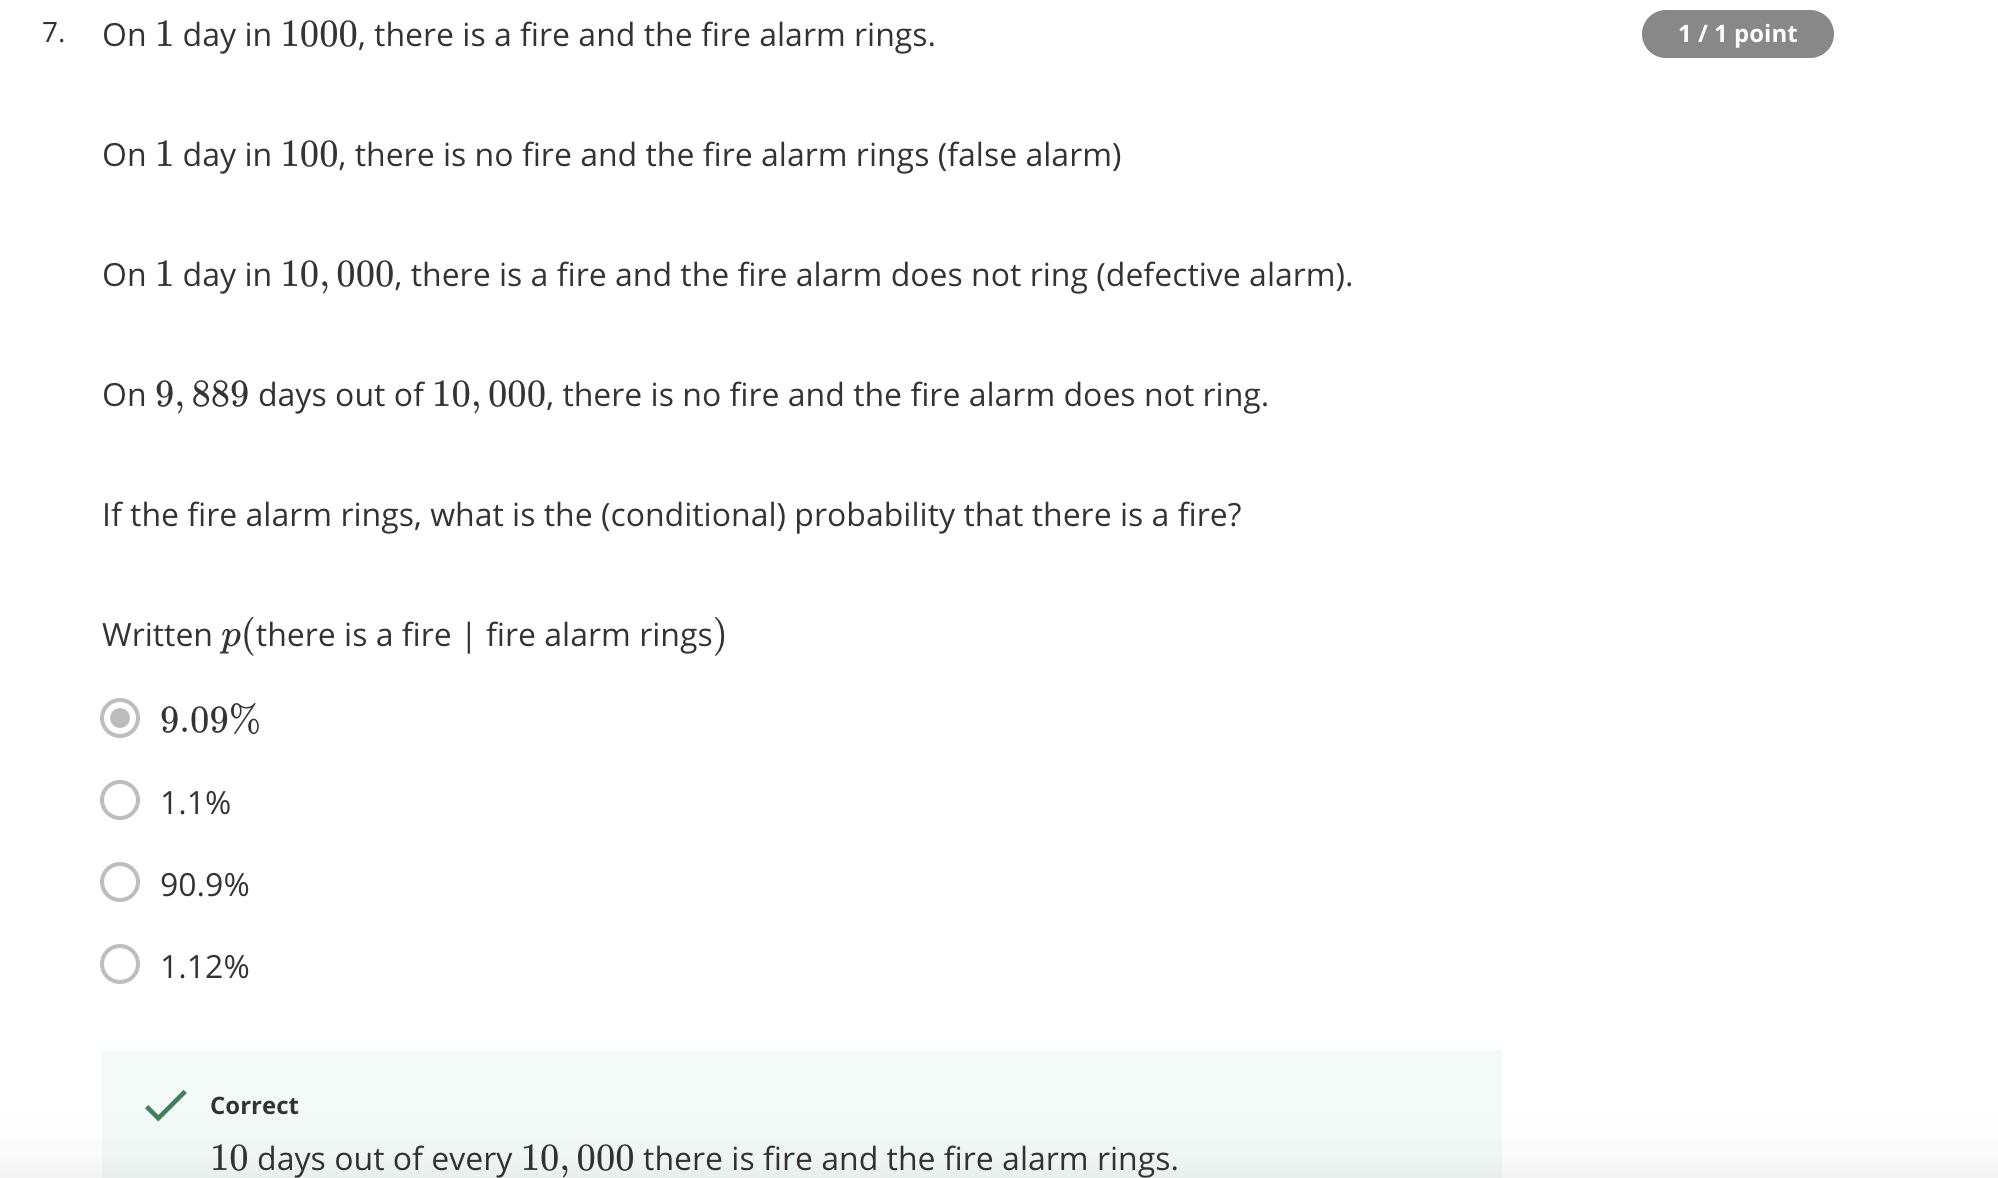 7. On 1 day in 1000, there is a fire and the fire alarm rings.
1 / 1 point
On 1 day in 100, there is no fire and the fire alarm rings (false alarm)
On 1 day in 10, 000, there is a fire and the fire alarm does not ring (defective alarm).
On 9, 889 days out of 10, 000, there is no fire and the fire alarm does not ring.
If the fire alarm rings, what is the (conditional) probability that there is a fire?
Written p(there is a fire | fire alarm rings)
9.09%
1.1%
90.9%
1.12%
Correct
10 days out of every 10, 000 there is fire and the fire alarm rings.